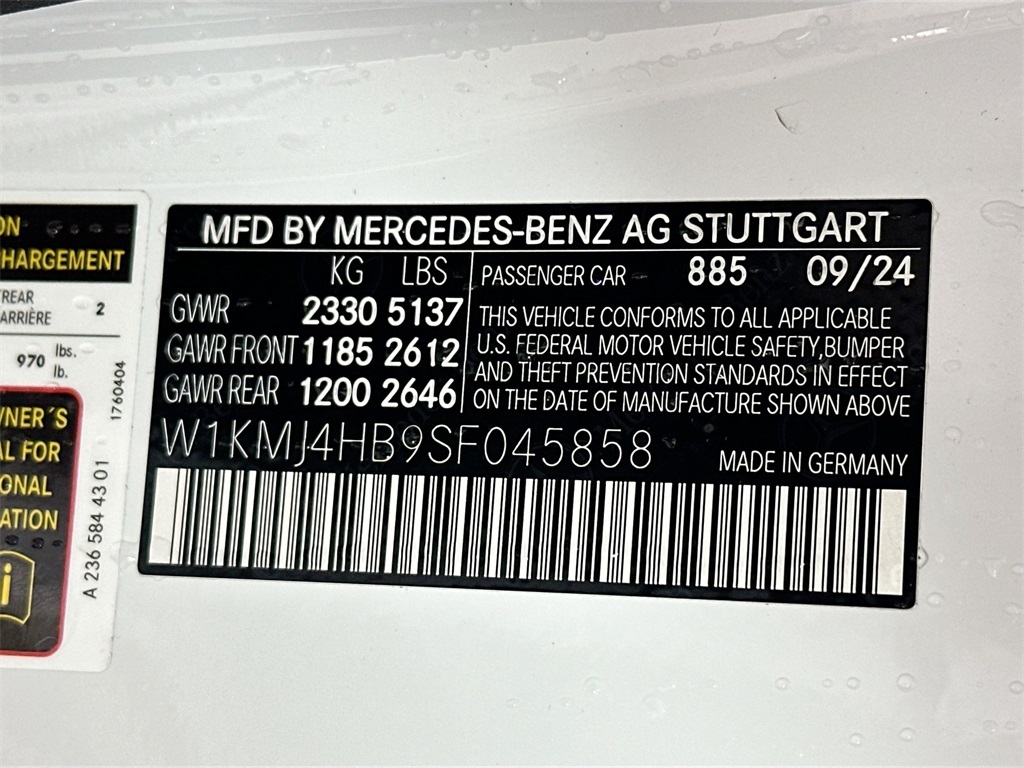 ON
HARGEMENT
REAR
ARRIÈRE 2
970 lbs.
lb.
1760404
WNER´S
AL FOR
ONAL
ATION
i
A 236 584 43 01
MFD BY MERCEDES-BENZ AG STUTTGART
KG LBS
GVWR 2330 5137
GAWR FRONT 1185 2612
GAWR REAR 1200 2646
PASSENGER CAR 885 09/24
THIS VEHICLE CONFORMS TO ALL APPLICABLE
U.S. FEDERAL MOTOR VEHICLE SAFETY,BUMPER
AND THEFT PREVENTION STANDARDS IN EFFECT
ON THE DATE OF MANUFACTURE SHOWN ABOVE
W1KMJ4HB9SF045858
MADE IN GERMANY